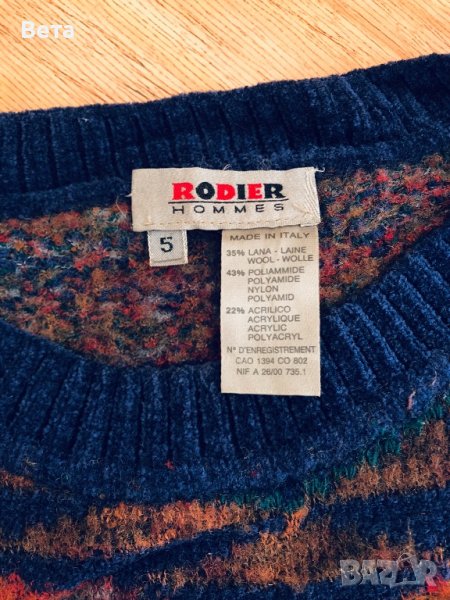 Вета
RODIER
HOMMES
5
MADE IN ITALY
35% LANA - LAINE
WOOL - WOLLE
43% POLIAMMIDE
POLYAMIDE
NYLON
POLYAMID
22% ACRILICO
ACRYLIQUE
ACRYLIC
POLYACRYL
N° D'ENREGISTREMENT
CAO 1394 CO 802
NIF A 26/00 735.1
BAZAR